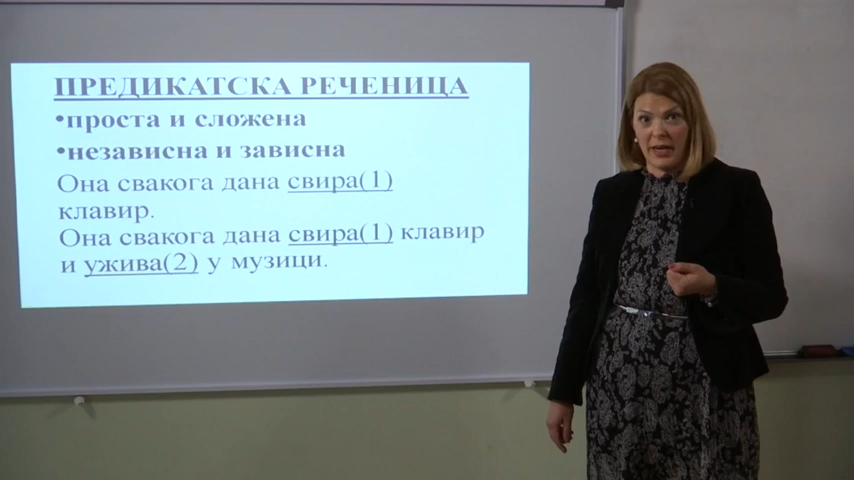 ПРЕДИКАТСКА РЕЧЕНИЦА
•проста и сложена
•независна и зависна
Она свакога дана свира(1)
клавир.
Она свакога дана свира(1) клавир
и ужива(2) у музици.